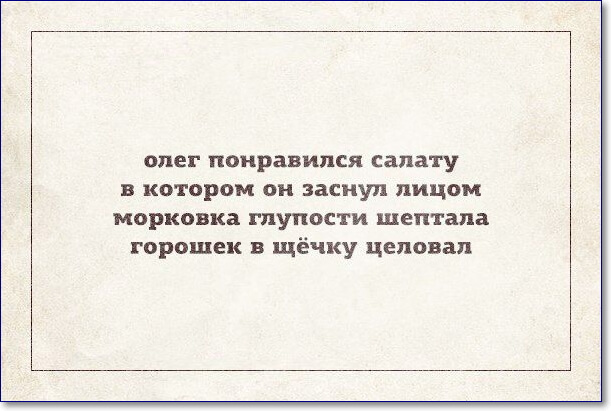 олег понравился салату
в котором он заснул лицом
морковка глупости шептала
горошек в щёчку целовал